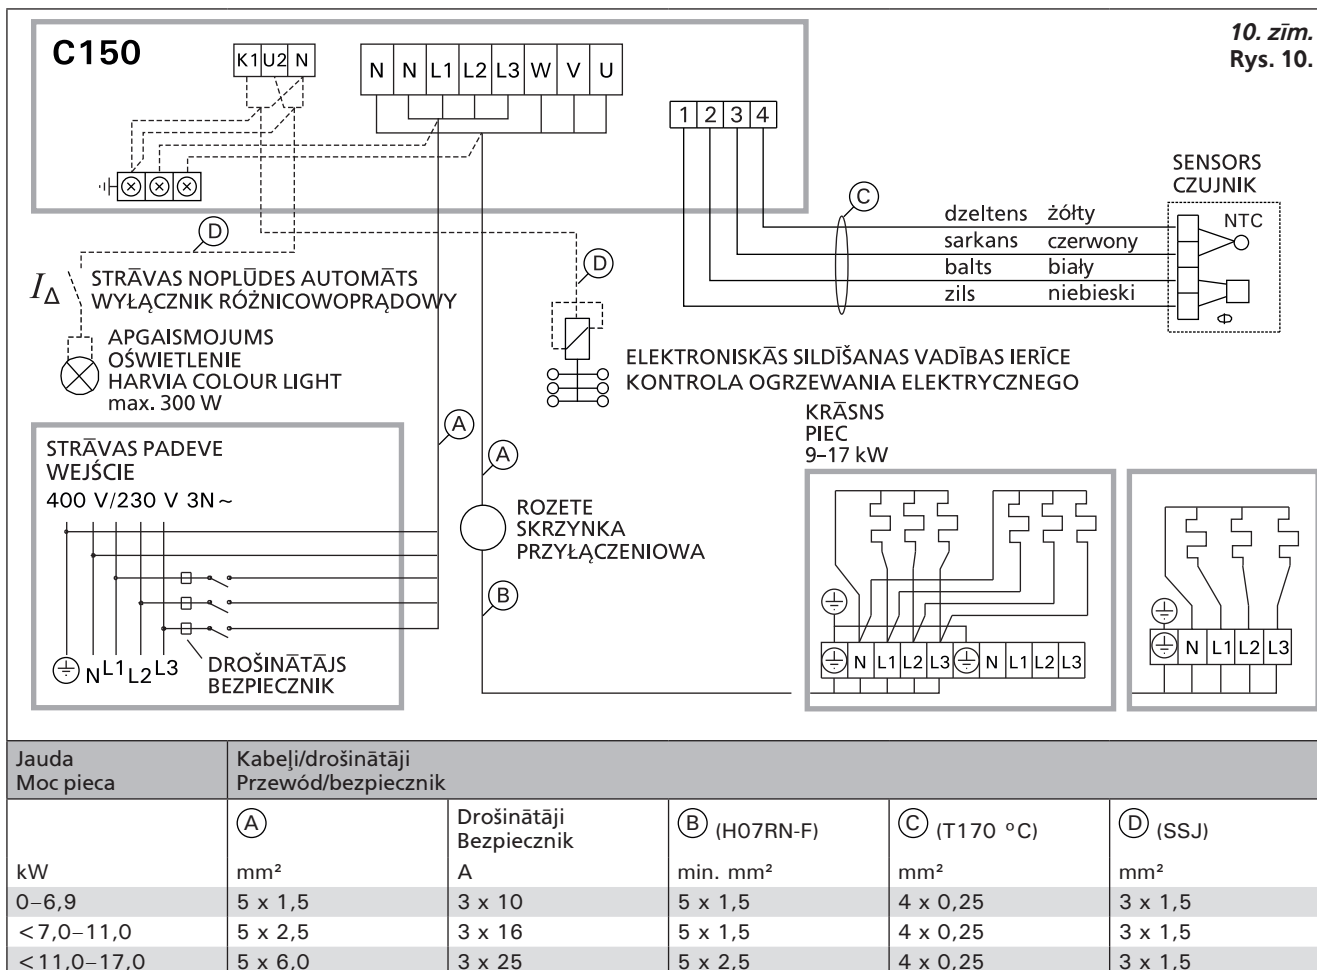 10. zīm.
Rys. 10.
C150
K1 U2 N
N N L1 L2 L3 W V U
1 2 3 4
SENSORS
CZUJNIK
NTC
C
dzeltens żółty
sarkans czerwony
balts biały
zils niebieski
Φ
D
I∆ STRĀVAS NOPLŪDES AUTOMĀTS
WYŁĄCZNIK RÓŻNICOWOPRĄDOWY
D
APGAISMOJUMS
OŚWIETLENIE
HARVIA COLOUR LIGHT
max. 300 W
ELEKTRONISKĀS SILDĪŠANAS VADĪBAS IERĪCE
KONTROLA OGRZEWANIA ELEKTRYCZNEGO
KRĀSNS
PIEC
9–17 kW
A
A
STRĀVAS PADEVE
WEJŚCIE
400 V/230 V 3N~
ROZETE
SKRZYNKA
PRZYŁĄCZENIOWA
B
N L1 L2 L3
DROŠINĀTĀJS
BEZPIECZNIK
N L1 L2 L3 N L1 L2 L3
N L1 L2 L3
Jauda
Moc pieca
Kabeļi/drošinātāji
Przewód/bezpiecznik
A
Drošinātāji
Bezpiecznik
B (H07RN-F)
C (T170 °C)
D (SSJ)
kW mm² A min. mm² mm² mm²
0–6,9 5 x 1,5 3 x 10 5 x 1,5 4 x 0,25 3 x 1,5
<7,0–11,0 5 x 2,5 3 x 16 5 x 1,5 4 x 0,25 3 x 1,5
<11,0–17,0 5 x 6,0 3 x 25 5 x 2,5 4 x 0,25 3 x 1,5